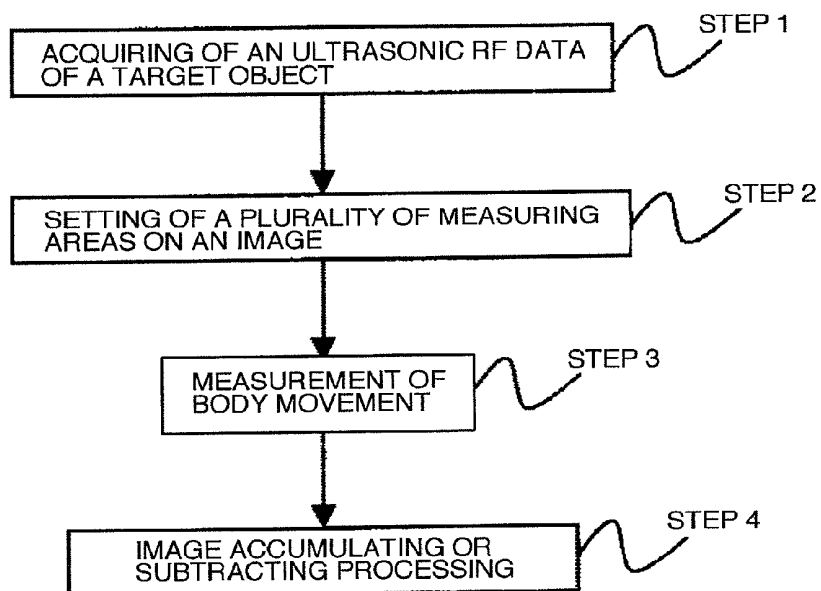 STEP 1
ACQUIRING OF AN ULTRASONIC RF DATA
OF A TARGET OBJECT
STEP 2
SETTING OF A PLURALITY OF MEASURING
AREAS ON AN IMAGE
STEP 3
MEASUREMENT OF
BODY MOVEMENT
STEP 4
IMAGE ACCUMULATING OR
SUBTRACTING PROCESSING